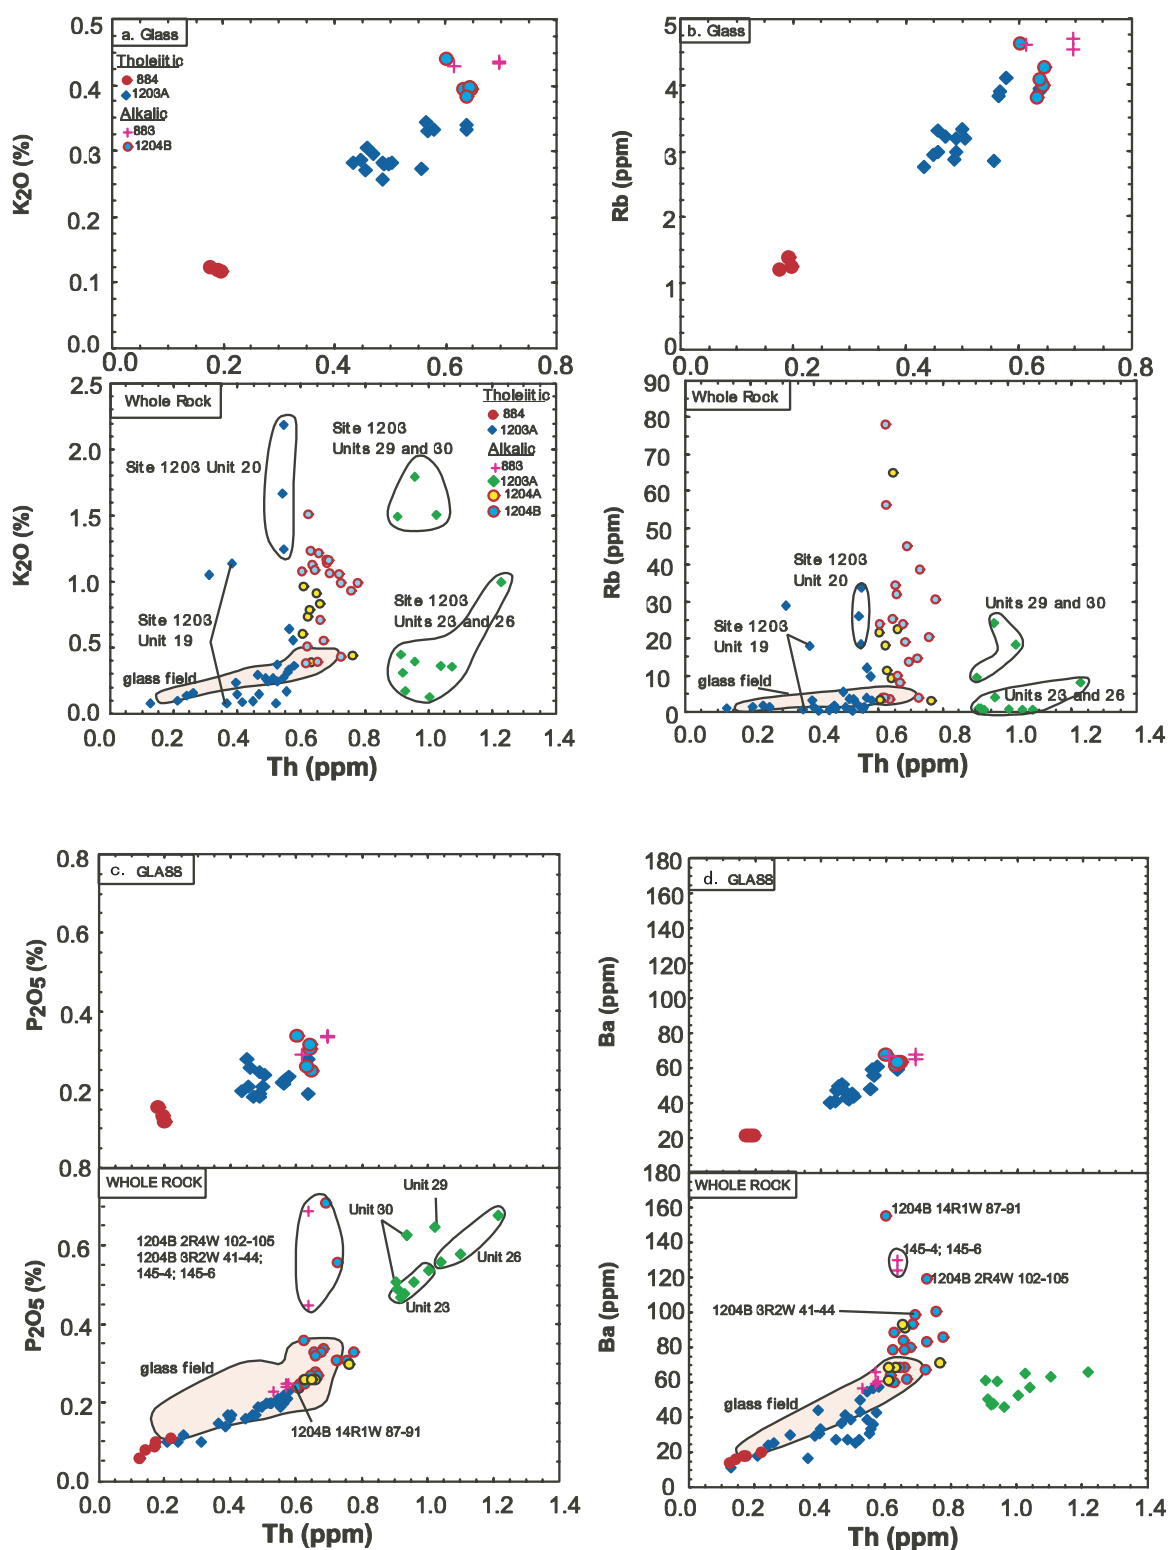 a. Glass
Tholeiitic
884
1203A
Alkalic
883
1204B
K2O (%)
0.5
0.4
0.3
0.2
0.1
0.0
0.0 0.2 0.4 0.6 0.8
b. Glass
Rb (ppm)
5
4
3
2
1
0
0.0 0.2 0.4 0.6 0.8
Whole Rock
Tholeiitic
884
1203A
Alkalic
883
1203A
1204A
1204B
Site 1203 Unit 20
Site 1203
Units 29 and 30
Site 1203
Unit 19
Site 1203
Units 23 and 26
glass field
K2O (%)
2.5
2.0
1.5
1.0
0.5
0.0
0.0 0.2 0.4 0.6 0.8 1.0 1.2 1.4
Th (ppm)
Whole Rock
Site 1203
Unit 20
Site 1203
Unit 19
Units 29 and 30
Units 23 and 26
glass field
Rb (ppm)
90
80
70
60
50
40
30
20
10
0
0.0 0.2 0.4 0.6 0.8 1.0 1.2 1.4
Th (ppm)
c. GLASS
P2O5 (%)
0.8
0.6
0.4
0.2
0.8
WHOLE ROCK
Unit 29
Unit 30
1204B 2R4W 102-105
1204B 3R2W 41-44;
145-4; 145-6
Unit 26
Unit 23
glass field
1204B 14R1W 87-91
P2O5 (%)
0.6
0.4
0.2
0.0
0.0 0.2 0.4 0.6 0.8 1.0 1.2 1.4
Th (ppm)
d. GLASS
Ba (ppm)
180
160
140
120
100
80
60
40
20
180
WHOLE ROCK
1204B 14R1W 87-91
145-4; 145-6
1204B 2R4W 102-105
1204B 3R2W 41-44
glass field
Ba (ppm)
160
140
120
100
80
60
40
20
0
0.0 0.2 0.4 0.6 0.8 1.0 1.2 1.4
Th (ppm)